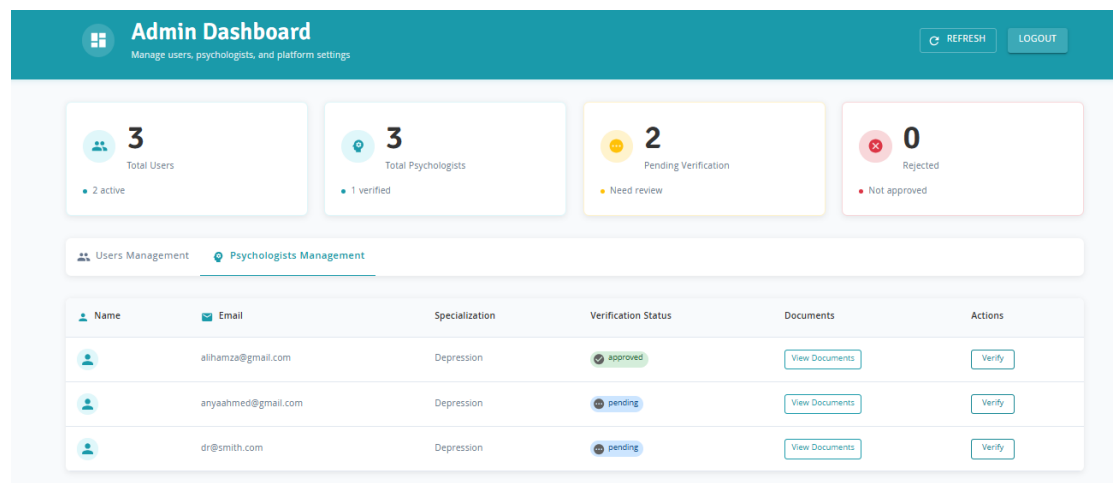 Admin Dashboard
Manage users, psychologists, and platform settings
REFRESH
LOGOUT
3
Total Users
2 active
3
Total Psychologists
1 verified
2
Pending Verification
Need review
0
Rejected
Not approved
Users Management
Psychologists Management
Name Email Specialization Verification Status Documents Actions
alihamza@gmail.com Depression approved View Documents Verify
anyaahmed@gmail.com Depression pending View Documents Verify
dr@smith.com Depression pending View Documents Verify